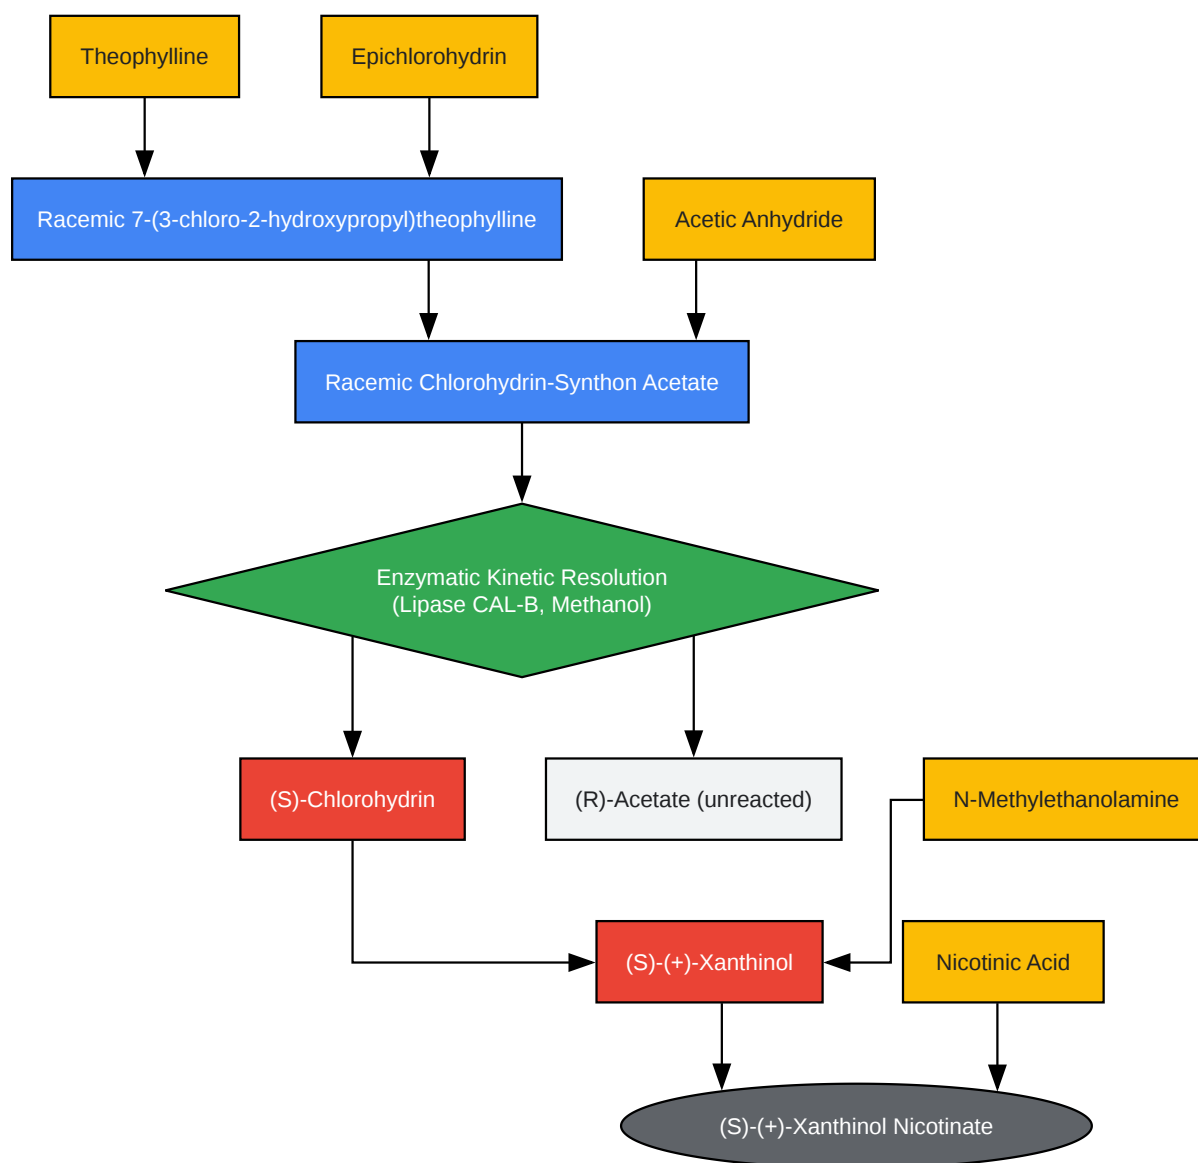 Theophylline
Epichlorohydrin
Racemic 7-(3-chloro-2-hydroxypropyl)theophylline
Acetic Anhydride
Racemic Chlorohydrin-Synthon Acetate
Enzymatic Kinetic Resolution
(Lipase CAL-B, Methanol)
(S)-Chlorohydrin
(R)-Acetate (unreacted)
N-Methylethanolamine
(S)-(+)-Xanthinol
Nicotinic Acid
(S)-(+)-Xanthinol Nicotinate